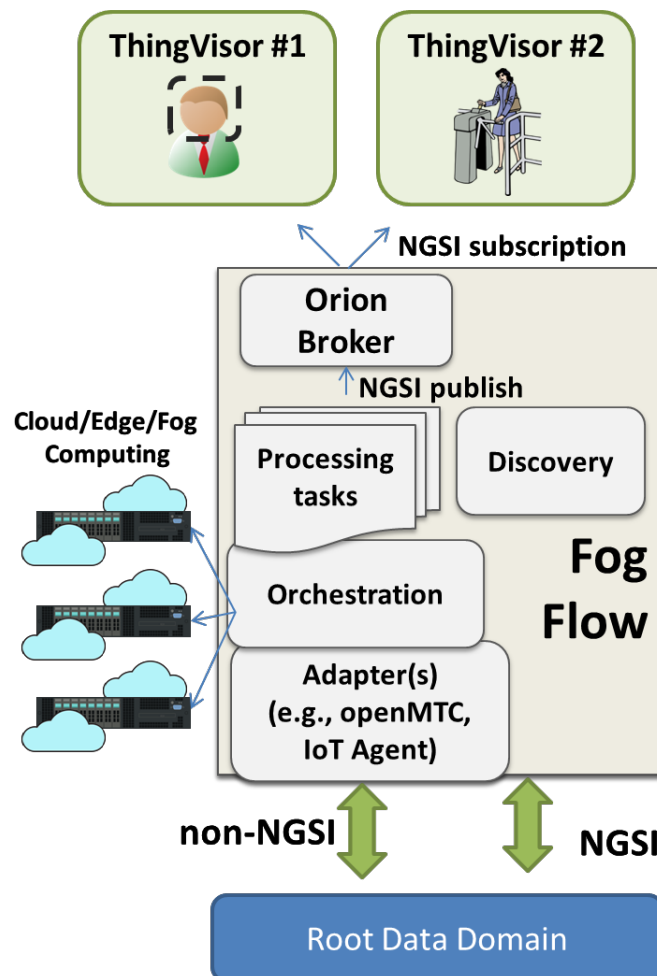 ThingVisor #1
ThingVisor #2
NGSI subscription
Orion
Broker
NGSI publish
Cloud/Edge/Fog
Computing
Processing
tasks
Discovery
Fog
Flow
Orchestration
Adapter(s)
(e.g., openMTC,
IoT Agent)
non-NGSI
NGSI
Root Data Domain